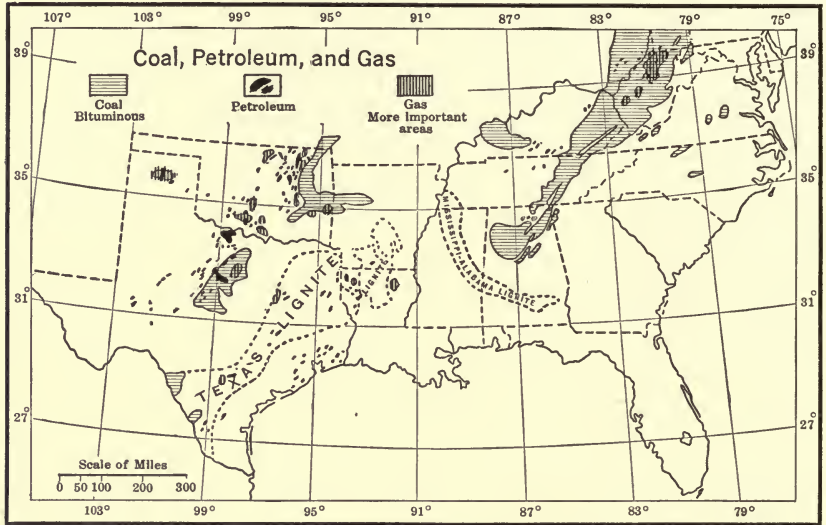 107° 103° 99° 95° 91° 87° 83° 79° 75°
Coal, Petroleum, and Gas
Coal
Bituminous
Petroleum
Gas
More Important
areas
39° 39°
35° 35°
31° 31°
27° 27°
TEXAS LIGNITE
LIGNITE
MISSISSIPPI-ALABAMA LIGNITE
Scale of Miles
0 50 100 200 300
103° 99° 95° 91° 87° 83° 79°